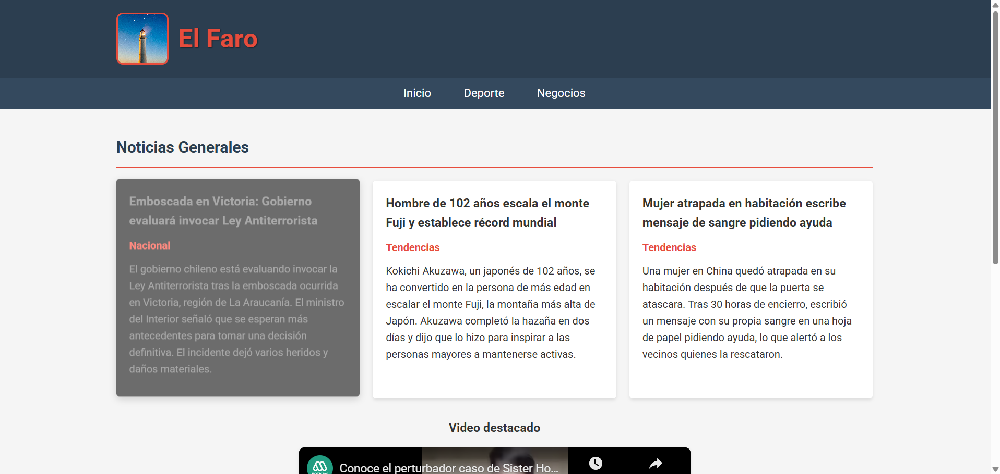 El Faro
Inicio
Deporte
Negocios
Noticias Generales
Emboscada en Victoria: Gobierno
evaluará invocar Ley Antiterrorista
Nacional
El gobierno chileno está evaluando invocar la
Ley Antiterrorista tras la emboscada ocurrida
en Victoria, región de La Araucanía. El ministro
del Interior señaló que se esperan más
antecedentes para tomar una decisión
definitiva. El incidente dejó varios heridos y
daños materiales.
Hombre de 102 años escala el monte
Fuji y establece récord mundial
Tendencias
Kokichi Akuzawa, un japonés de 102 años, se
ha convertido en la persona de más edad en
escalar el monte Fuji, la montaña más alta de
Japón. Akuzawa completó la hazaña en dos
días y dijo que lo hizo para inspirar a las
personas mayores a mantenerse activas.
Mujer atrapada en habitación escribe
mensaje de sangre pidiendo ayuda
Tendencias
Una mujer en China quedó atrapada en su
habitación después de que la puerta se
atascara. Tras 30 horas de encierro, escribió
un mensaje con su propia sangre en una hoja
de papel pidiendo ayuda, lo que alertó a los
vecinos quienes la rescataron.
Video destacado
Conoce el perturbador caso de Sister Ho...